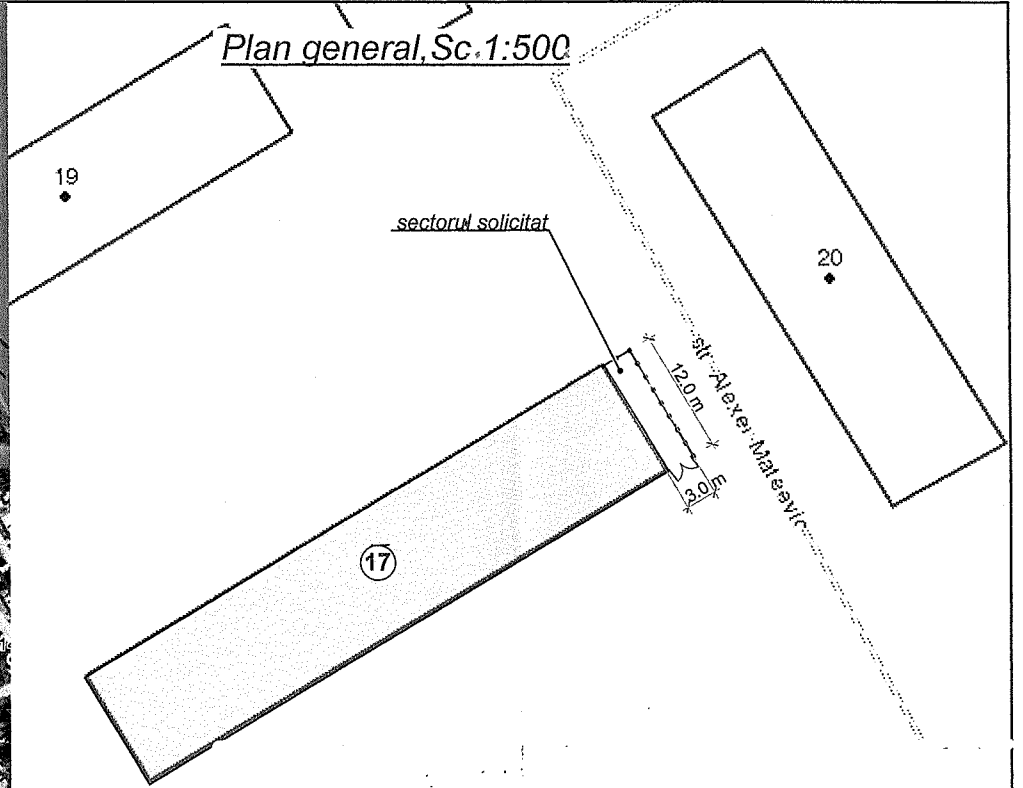 Plan general,Sc.1:500
19
sectorul solicitat
20
12.0 m
str. Alexei Mateevici
3.0 m
17